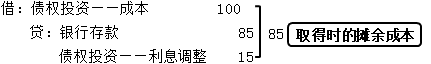 借：债权投资——成本 100
贷：银行存款 85
债权投资——利息调整 15
85 取得时的摊余成本